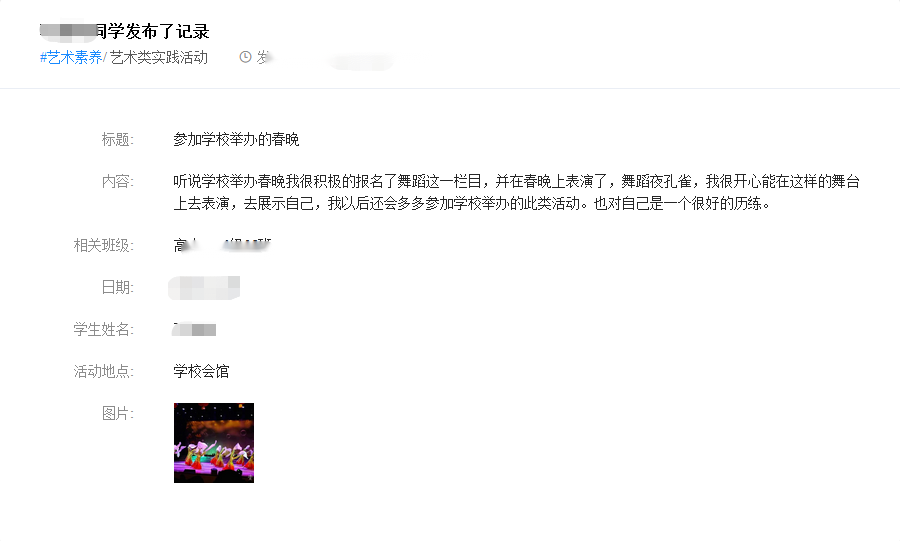 同学发布了记录
#艺术素养/ 艺术类实践活动 发
标题: 参加学校举办的春晚
内容: 听说学校举办春晚我很积极的报名了舞蹈这一栏目，并在春晚上表演了，舞蹈夜孔雀，我很开心能在这样的舞台
上去表演，去展示自己，我以后还会多多参加学校举办的此类活动。也对自己是一个很好的历练。
相关班级: 高
日期:
学生姓名:
活动地点: 学校会馆
图片: